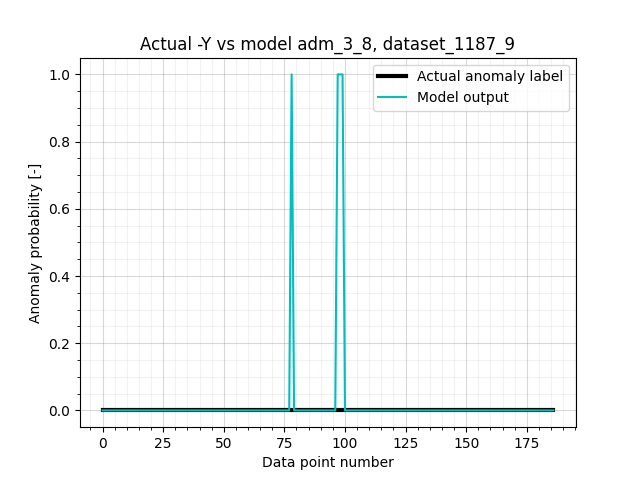 Actual -Y vs model adm_3_8, dataset_1187_9
Actual anomaly label
Model output
1.0
0.8
0.6
0.4
0.2
0.0
Anomaly probability [-]
0 25 50 75 100 125 150 175
Data point number